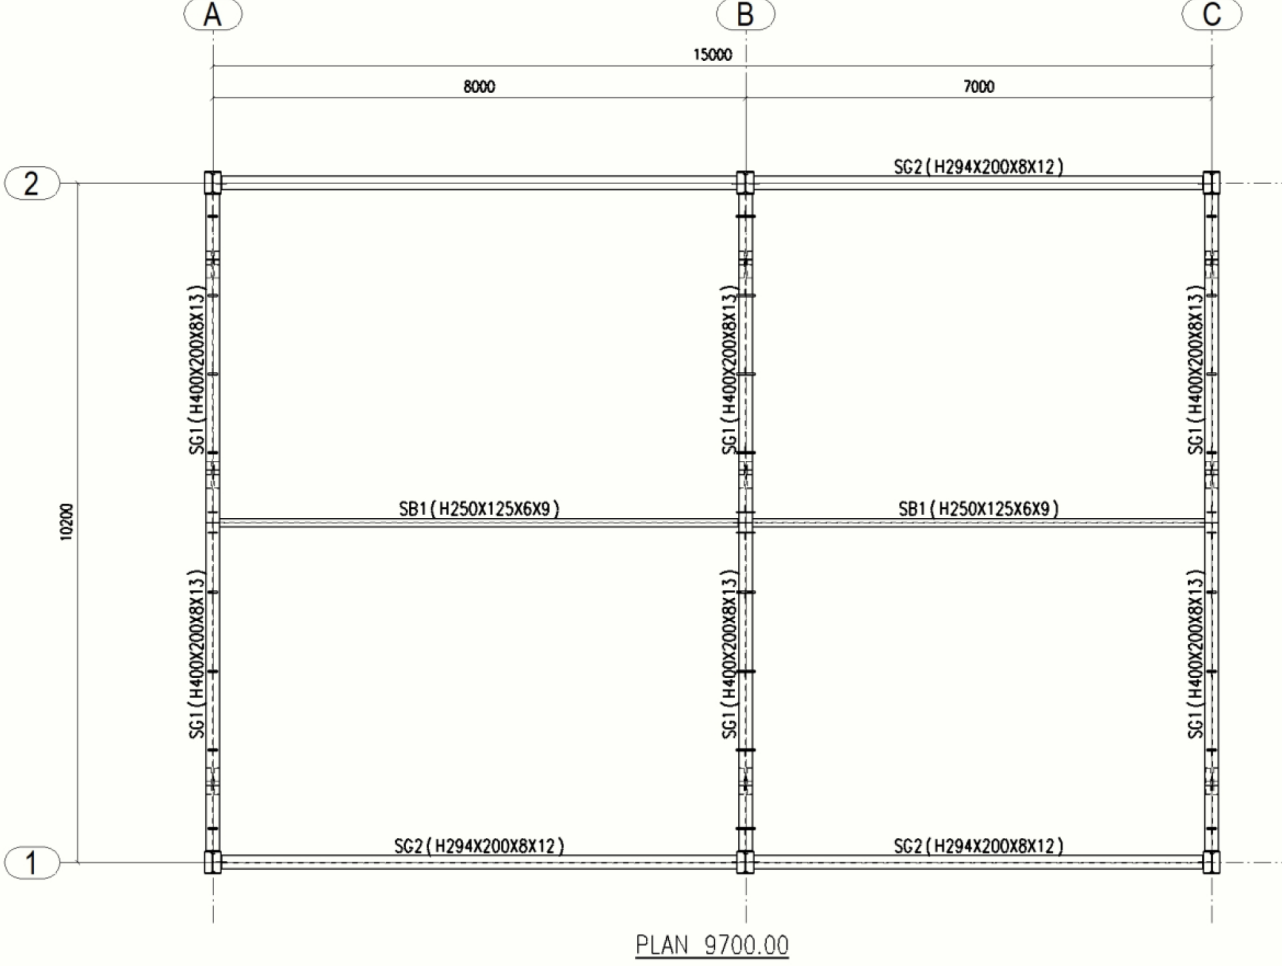 A
B
C
15000
8000
7000
2
SG2(H294X200X8X12)
SG1(H400X200X8X13)
SG1(H400X200X8X13)
SG1(H400X200X8X13)
10200
SB1(H250X125X6X9)
SB1(H250X125X6X9)
SG1(H400X200X8X13)
SG1(H400X200X8X13)
SG1(H400X200X8X13)
SG2(H294X200X8X12)
SG2(H294X200X8X12)
1
PLAN 9700.00